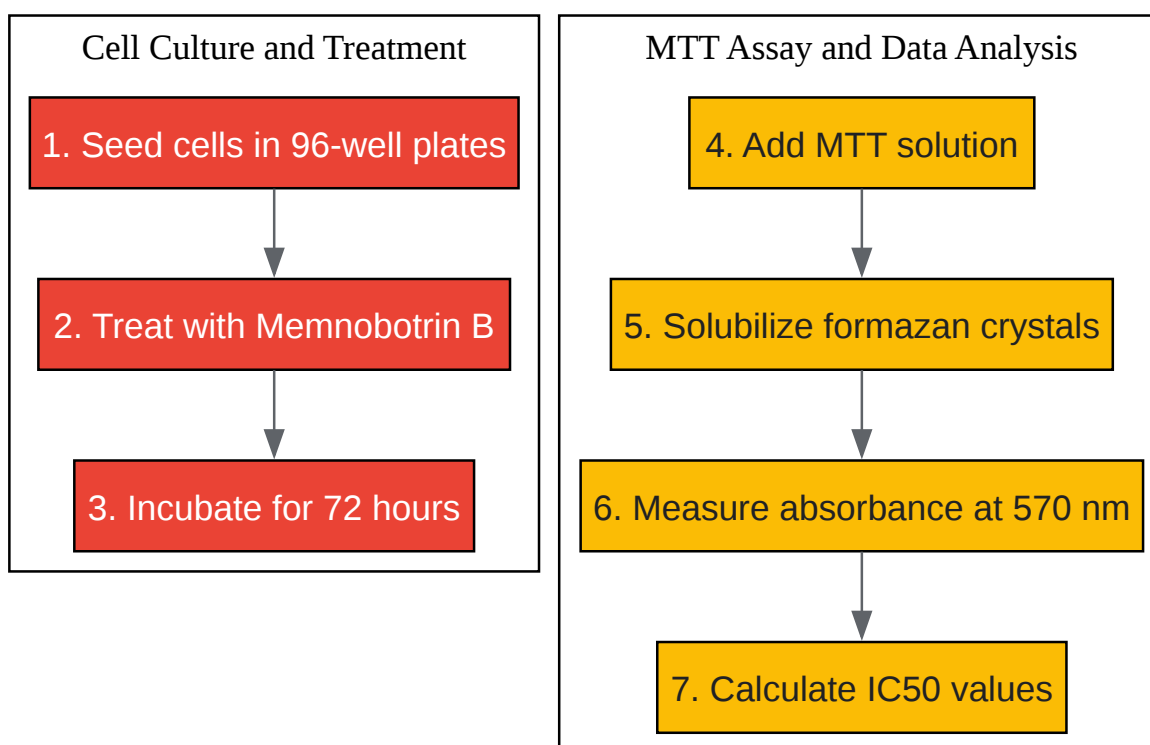 Cell Culture and Treatment
1. Seed cells in 96-well plates
2. Treat with Memnobotrin B
3. Incubate for 72 hours
MTT Assay and Data Analysis
4. Add MTT solution
5. Solubilize formazan crystals
6. Measure absorbance at 570 nm
7. Calculate IC50 values